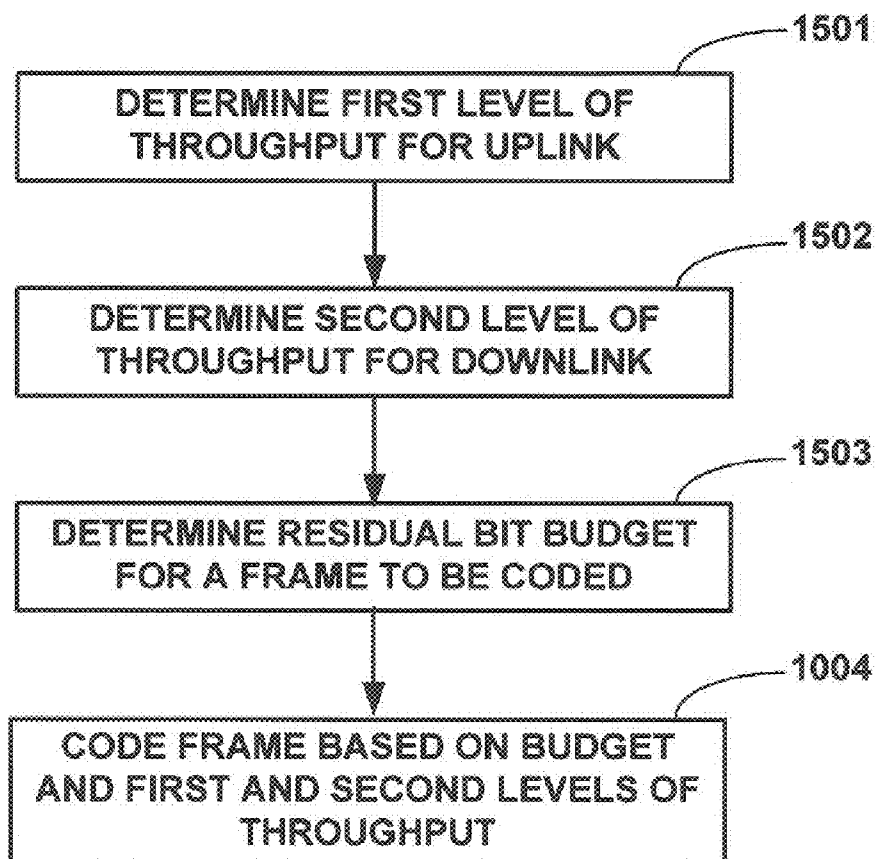 1501
DETERMINE FIRST LEVEL OF
THROUGHPUT FOR UPLINK
1502
DETERMINE SECOND LEVEL OF
THROUGHPUT FOR DOWNLINK
1503
DETERMINE RESIDUAL BIT BUDGET
FOR A FRAME TO BE CODED
1004
CODE FRAME BASED ON BUDGET
AND FIRST AND SECOND LEVELS OF
THROUGHPUT